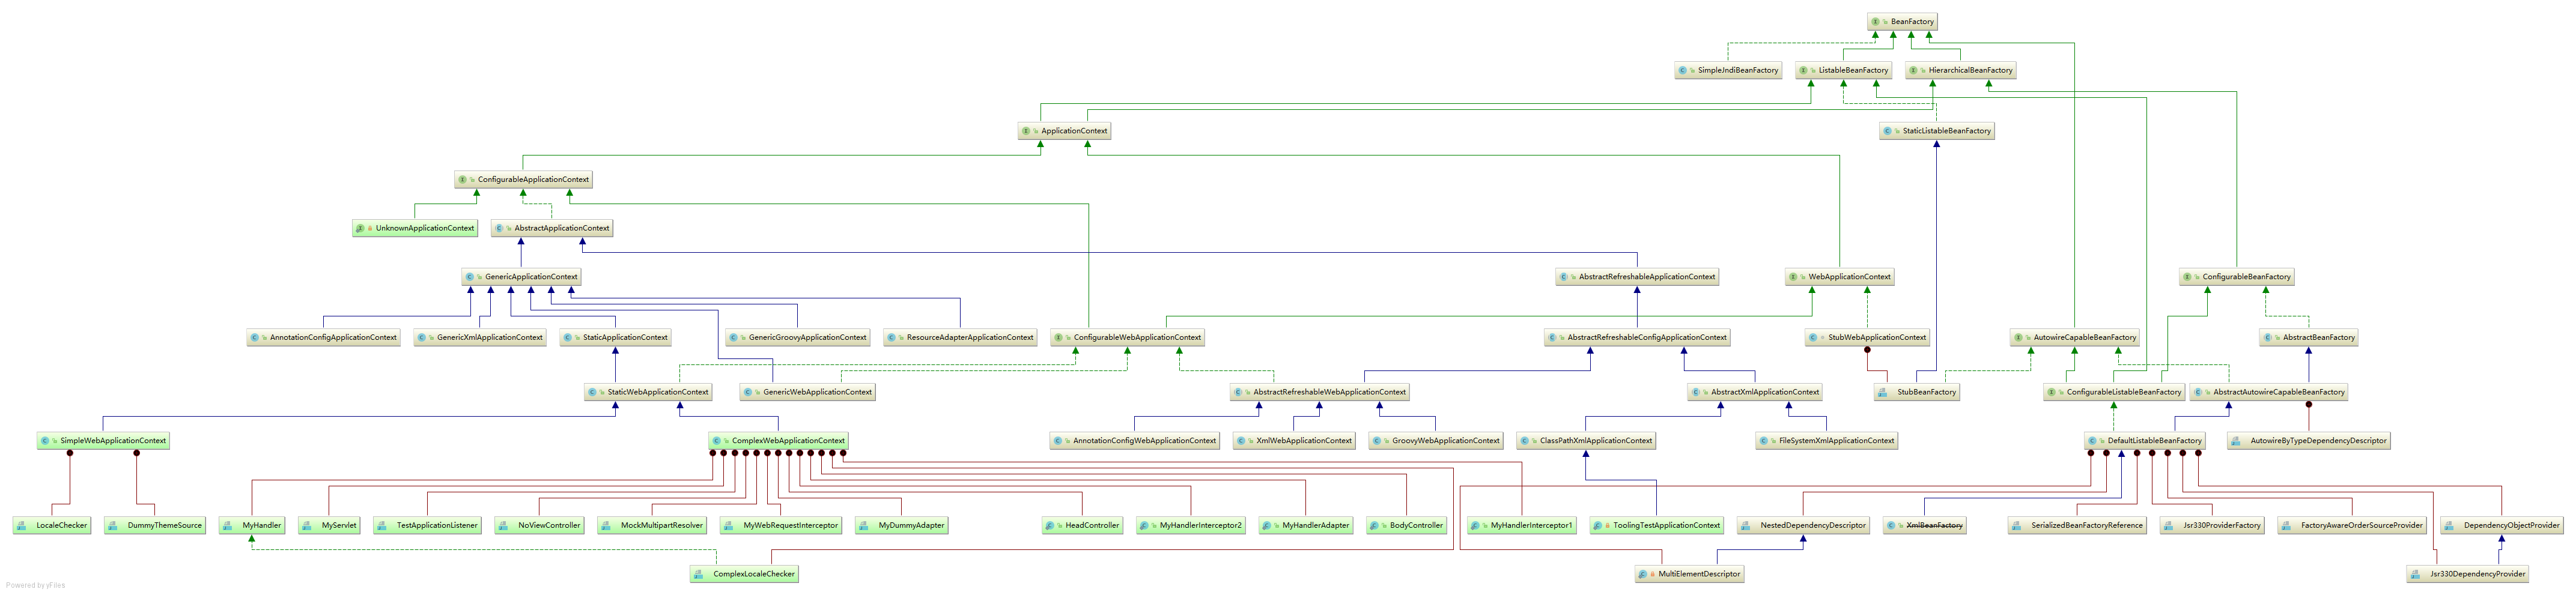 BeanFactory
SimpleJndiBeanFactory
ListableBeanFactory
HierarchicalBeanFactory
ApplicationContext
StaticListableBeanFactory
ConfigurableApplicationContext
UnknownApplicationContext
AbstractApplicationContext
GenericApplicationContext
AbstractRefreshableApplicationContext
WebApplicationContext
ConfigurableBeanFactory
AnnotationConfigApplicationContext
GenericXmlApplicationContext
StaticApplicationContext
GenericGroovyApplicationContext
ResourceAdapterApplicationContext
ConfigurableWebApplicationContext
AbstractRefreshableConfigApplicationContext
StubWebApplicationContext
AutowireCapableBeanFactory
AbstractBeanFactory
StaticWebApplicationContext
GenericWebApplicationContext
AbstractRefreshableWebApplicationContext
AbstractXmlApplicationContext
StubBeanFactory
ConfigurableListableBeanFactory
AbstractAutowireCapableBeanFactory
SimpleWebApplicationContext
ComplexWebApplicationContext
AnnotationConfigWebApplicationContext
XmlWebApplicationContext
GroovyWebApplicationContext
ClassPathXmlApplicationContext
FileSystemXmlApplicationContext
DefaultListableBeanFactory
AutowireByTypeDependencyDescriptor
LocaleChecker
DummyThemeSource
MyHandler
MyServlet
TestApplicationListener
NoViewController
MockMultipartResolver
MyWebRequestInterceptor
MyDummyAdapter
HeadController
MyHandlerInterceptor2
MyHandlerAdapter
BodyController
MyHandlerInterceptor1
ToolingTestApplicationContext
NestedDependencyDescriptor
XmlBeanFactory
SerializedBeanFactoryReference
Jsr330ProviderFactory
FactoryAwareOrderSourceProvider
DependencyObjectProvider
ComplexLocaleChecker
MultiElementDescriptor
Jsr330DependencyProvider
Powered by yFiles